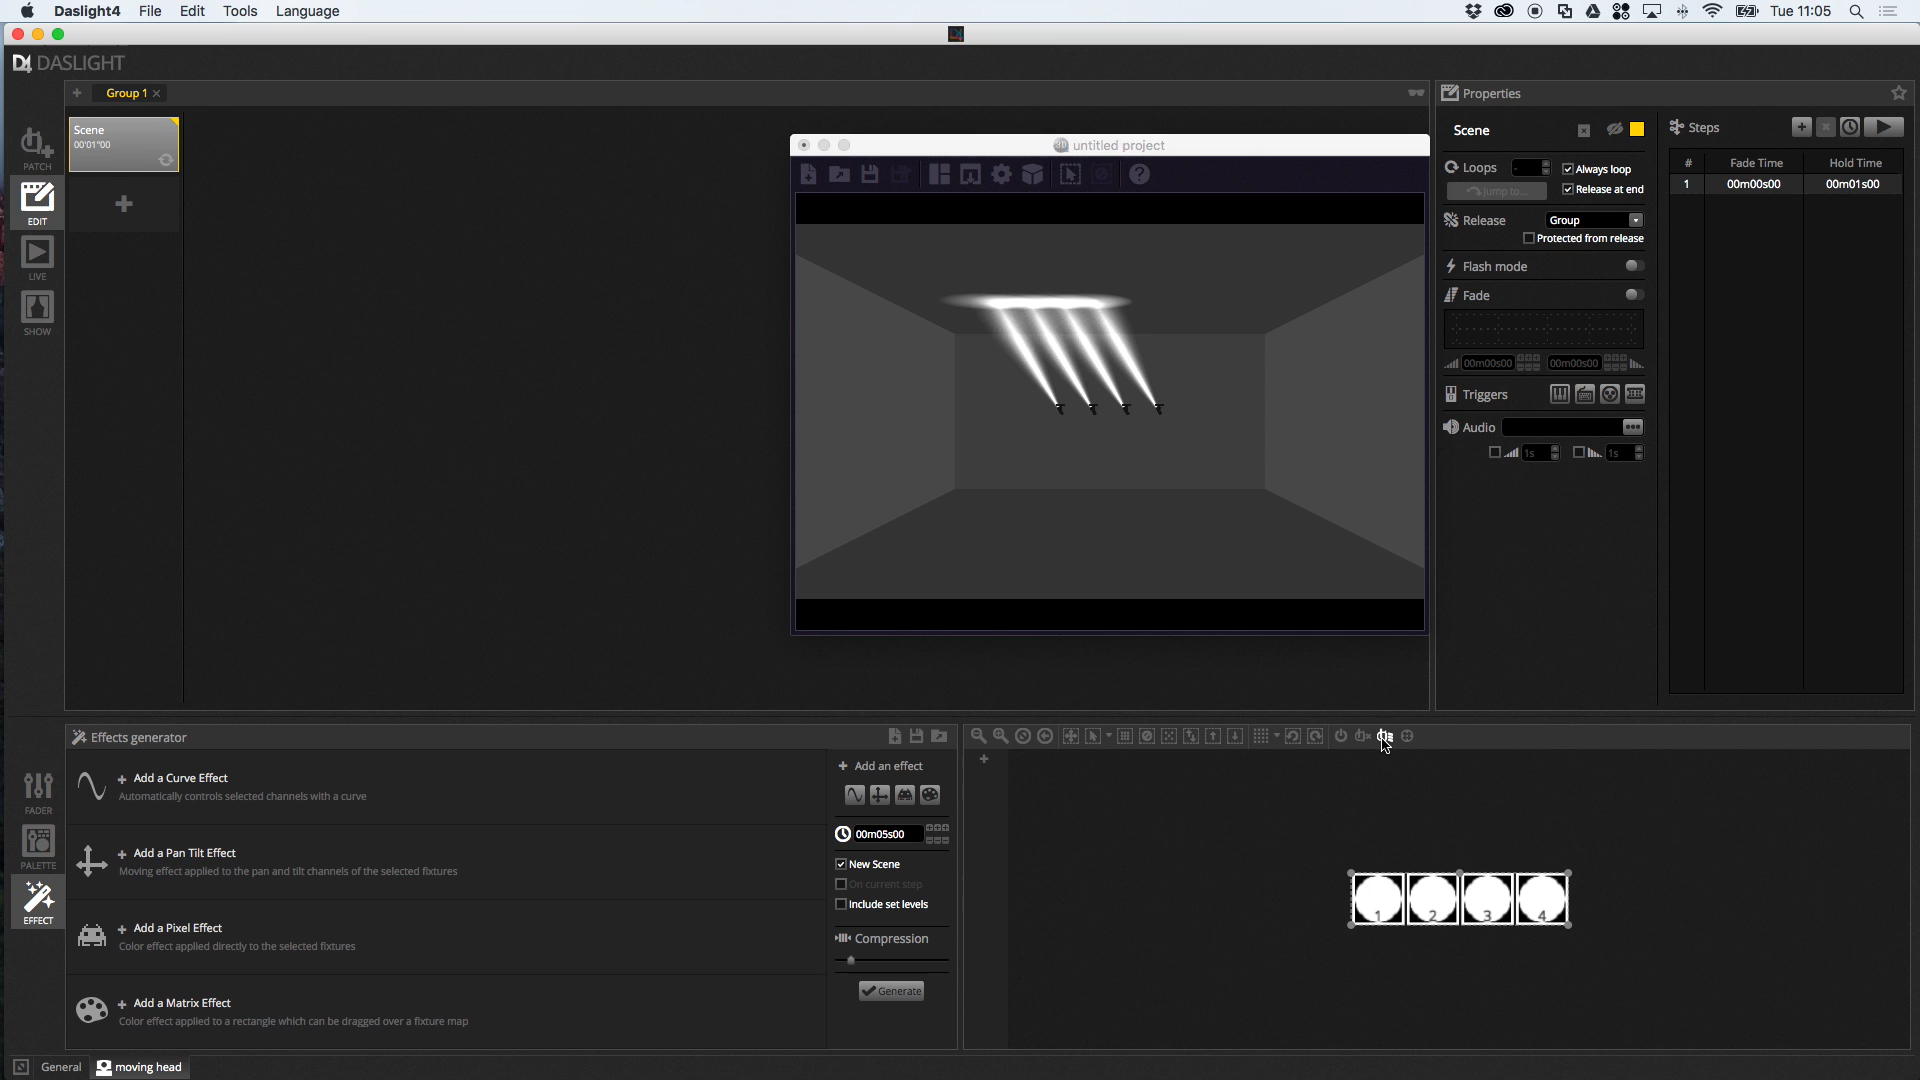 Daslight4 File Edit Tools Language
Tue 11:05
DASLIGHT
Group 1
Properties
PATCH
EDIT
LIVE
SHOW
Scene
00'01"00
untitled project
Scene
Loops
Always loop
Jump to...
Release at end
Release
Group
Protected from release
Flash mode
Fade
00m00s00
00m00s00
Triggers
Audio
1s
1s
Steps
# Fade Time Hold Time
1 00m00s00 00m01s00
FADER
PALETTE
EFFECT
Effects generator
Add a Curve Effect
Automatically controls selected channels with a curve
Add a Pan Tilt Effect
Moving effect applied to the pan and tilt channels of the selected fixtures
Add a Pixel Effect
Color effect applied directly to the selected fixtures
Add a Matrix Effect
Color effect applied to a rectangle which can be dragged over a fixture map
Add an effect
00m05s00
New Scene
On current step
Include set levels
Compression
Generate
1 2 3 4
General
moving head